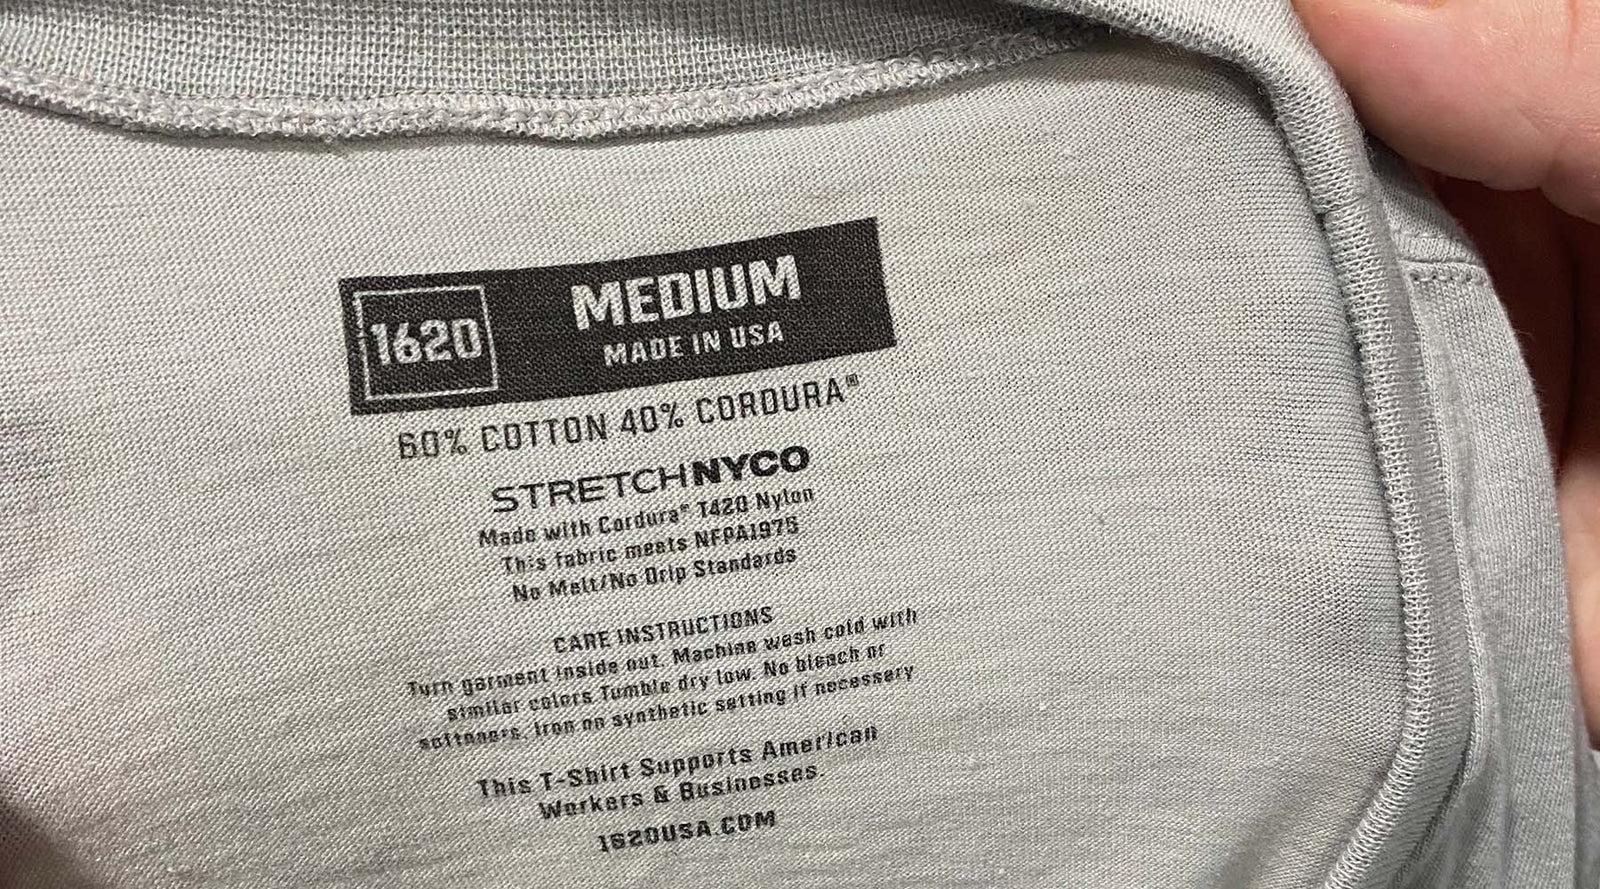 1620
MEDIUM
MADE IN USA
60% COTTON 40% CORDURA®
STRETCHNYCO
Made with Cordura® T420 Nylon
This fabric meets NFPA1975
No Melt/No Drip Standards
CARE INSTRUCTIONS
Turn garment inside out. Machine wash cold with
similar colors Tumble dry low. No bleach or
softeners. Iron on synthetic setting if necessary
This T-Shirt Supports American
Workers & Businesses.
1620USA.COM